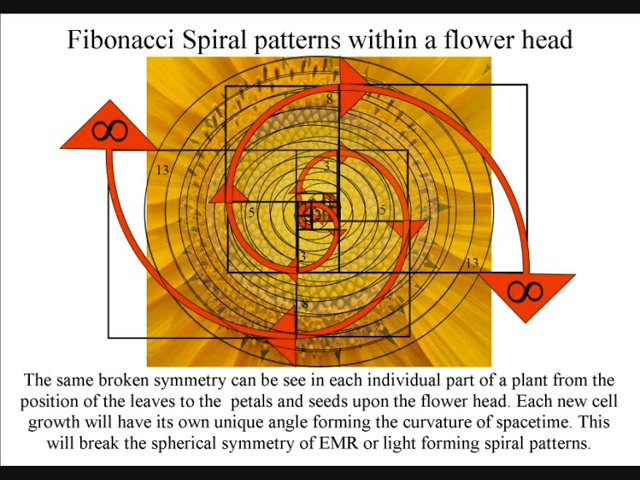 Fibonacci Spiral patterns within a flower head
∞
8
13
3
5
5
3
13
∞
8
The same broken symmetry can be see in each individual part of a plant from the
position of the leaves to the petals and seeds upon the flower head. Each new cell
growth will have its own unique angle forming the curvature of spacetime. This
will break the spherical symmetry of EMR or light forming spiral patterns.